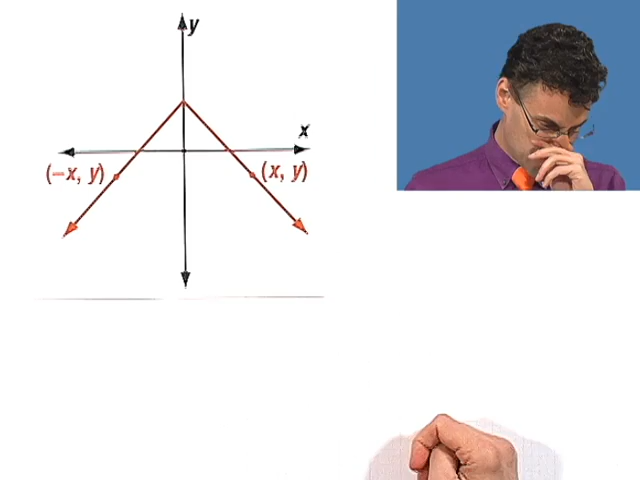 y
x
(−x, y) (x, y)